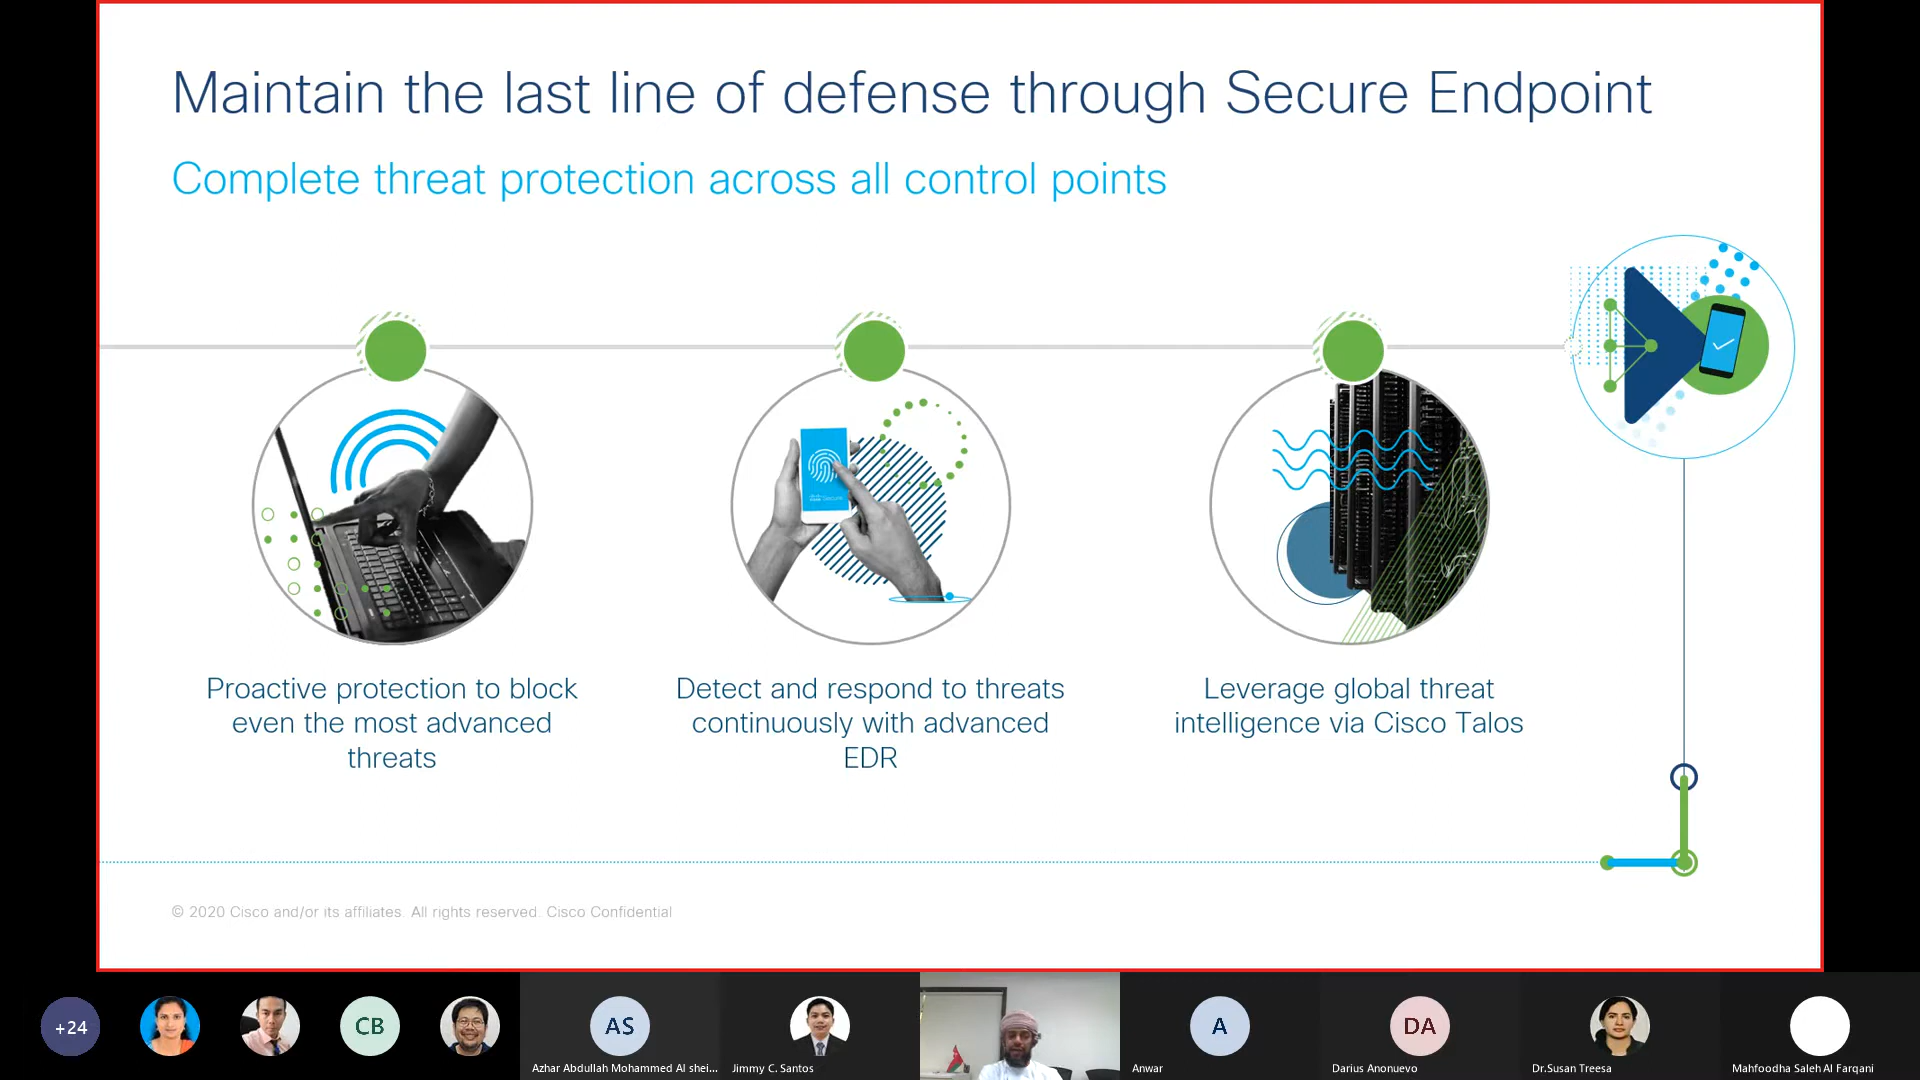 Maintain the last line of defense through Secure Endpoint
Complete threat protection across all control points
Proactive protection to block
even the most advanced
threats
Detect and respond to threats
continuously with advanced
EDR
Leverage global threat
intelligence via Cisco Talos
© 2020 Cisco and/or its affiliates. All rights reserved. Cisco Confidential
+24
CB
AS
Azhar Abdullah Mohammed Al shei...
Jimmy C. Santos
A
Anwar
DA
Darius Anonuevo
Dr.Susan Treesa
Mahfoodha Saleh Al Farqani